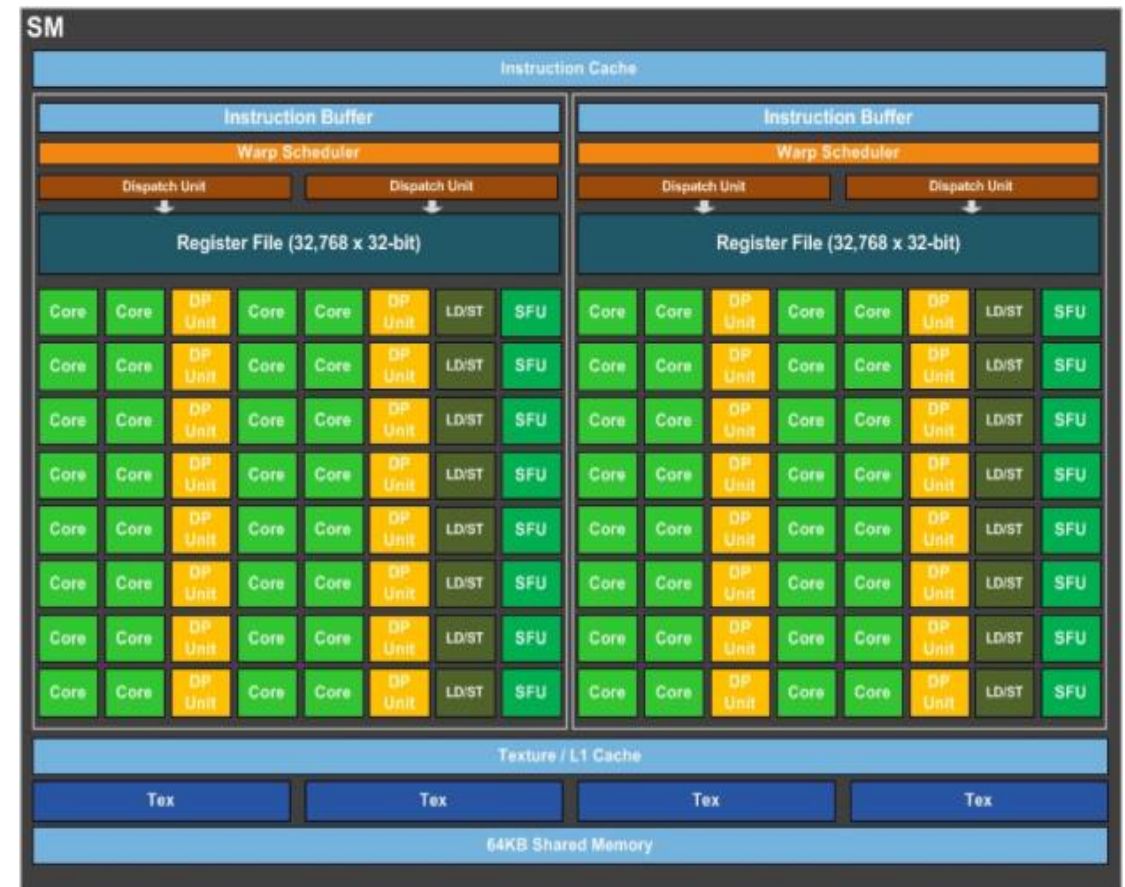 SM
Instruction Cache
Instruction Buffer Instruction Buffer
Warp Scheduler Warp Scheduler
Dispatch Unit Dispatch Unit Dispatch Unit Dispatch Unit
Register File (32,768 x 32-bit) Register File (32,768 x 32-bit)
Core Core DP Unit Core Core DP Unit LD/ST SFU Core Core DP Unit Core Core DP Unit LD/ST SFU
Core Core DP Unit Core Core DP Unit LD/ST SFU Core Core DP Unit Core Core DP Unit LD/ST SFU
Core Core DP Unit Core Core DP Unit LD/ST SFU Core Core DP Unit Core Core DP Unit LD/ST SFU
Core Core DP Unit Core Core DP Unit LD/ST SFU Core Core DP Unit Core Core DP Unit LD/ST SFU
Core Core DP Unit Core Core DP Unit LD/ST SFU Core Core DP Unit Core Core DP Unit LD/ST SFU
Core Core DP Unit Core Core DP Unit LD/ST SFU Core Core DP Unit Core Core DP Unit LD/ST SFU
Core Core DP Unit Core Core DP Unit LD/ST SFU Core Core DP Unit Core Core DP Unit LD/ST SFU
Core Core DP Unit Core Core DP Unit LD/ST SFU Core Core DP Unit Core Core DP Unit LD/ST SFU
Texture / L1 Cache
Tex Tex Tex Tex
64KB Shared Memory